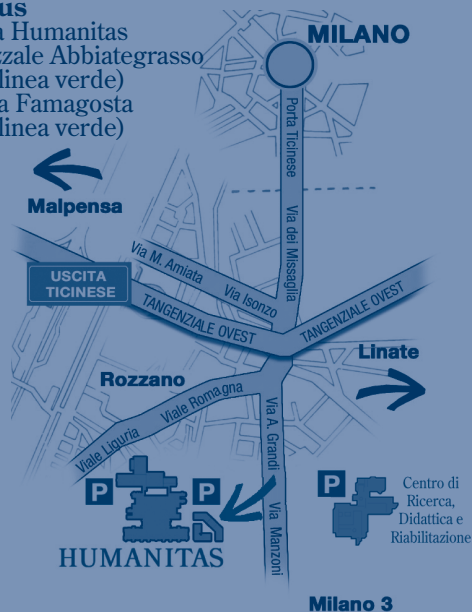 us
a Humanitas
zzale Abbiategrasso
linea verde)
a Famagosta
linea verde)
MILANO
Porta Ticinese
Via dei Missaglia
Malpensa
USCITA
TICINESE
Via M. Amiata
Via Isonzo
TANGENZIALE OVEST
TANGENZIALE OVEST
Linate
Rozzano
Viale Romagna
Viale Liguria
Via A. Grandi
Via Manzoni
P
P
P
HUMANITAS
Centro di
Ricerca,
Didattica e
Riabilitazione
Milano 3